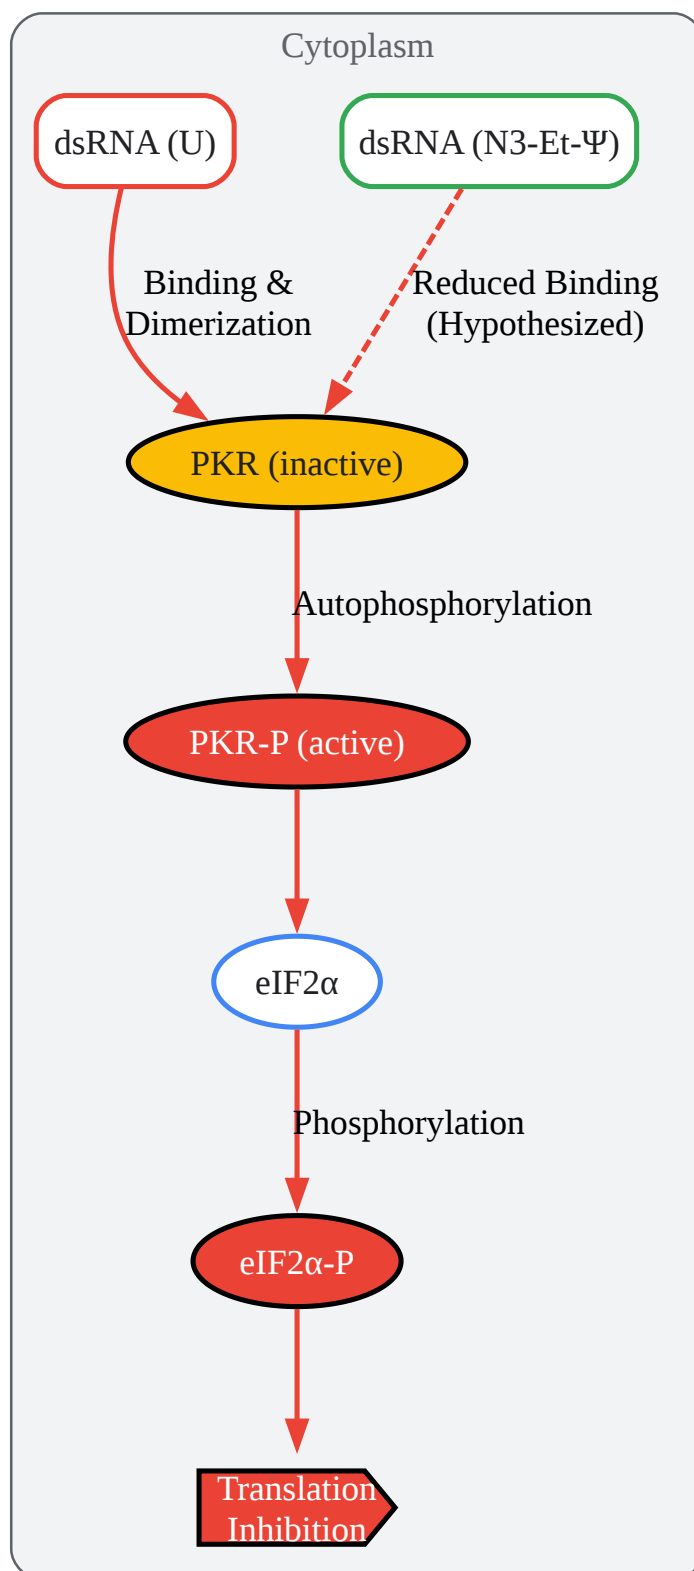 Cytoplasm
dsRNA (U)
dsRNA (N3-Et-Ψ)
Binding &
Dimerization
Reduced Binding
(Hypothesized)
PKR (inactive)
Autophosphorylation
PKR-P (active)
eIF2α
Phosphorylation
eIF2α-P
Translation
Inhibition